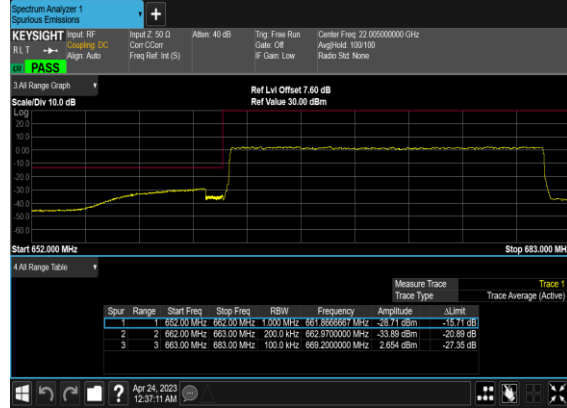 Spectrum Analyzer 1
Spurious Emissions
KEYSIGHT Input: RF Input Z: 50 Ω Atten: 40 dB Trig: Free Run Center Freq: 22.005000000 GHz
RLT Coupling: DC Corr CCorr Gate: Off Avg|Hold: 100/100
Align: Auto Freq Ref: Int (S) IF Gain: Low Radio Std: None
LW PASS
3 All Range Graph
Ref Lvl Offset 7.60 dB
Scale/Div 10.0 dB Ref Value 30.00 dBm
Log
20.0
10.0
0.00
-10.0
-20.0
-30.0
-40.0
-50.0
-60.0
Start 652.000 MHz Stop 683.000 MH
4 All Range Table
Measure Trace Trace 1
Trace Type Trace Average (Active)
Spur Range Start Freq Stop Freq RBW Frequency Amplitude ΔLimit
1 1 652.00 MHz 662.00 MHz 1.000 MHz 661.8666667 MHz -28.71 dBm -15.71 dB
2 2 662.00 MHz 663.00 MHz 200.0 kHz 662.9700000 MHz -33.89 dBm -20.89 dB
3 3 663.00 MHz 683.00 MHz 100.0 kHz 669.2000000 MHz 2.654 dBm -27.35 dB
? Apr 24, 2023
12:37:11 AM